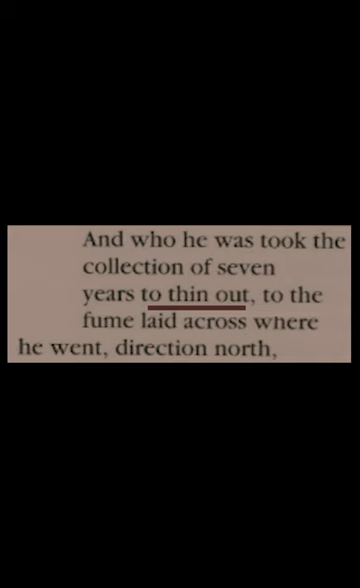 And who he was took the
collection of seven
years to thin out, to the
fume laid across where
he went, direction north,